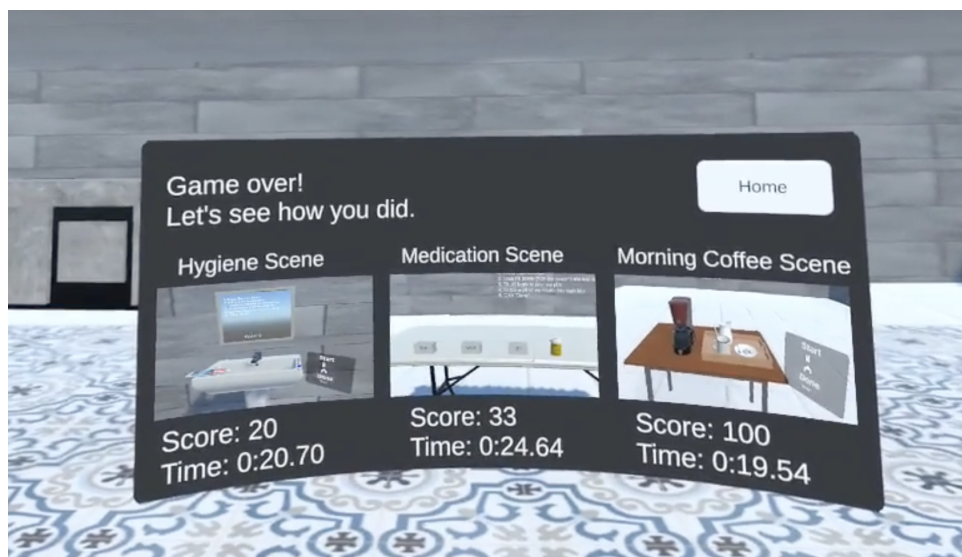 Game over!
Let's see how you did.
Home
Hygiene Scene
Medication Scene
Morning Coffee Scene
Start
Done
Score: 20
Time: 0:20.70
Score: 33
Time: 0:24.64
Score: 100
Time: 0:19.54